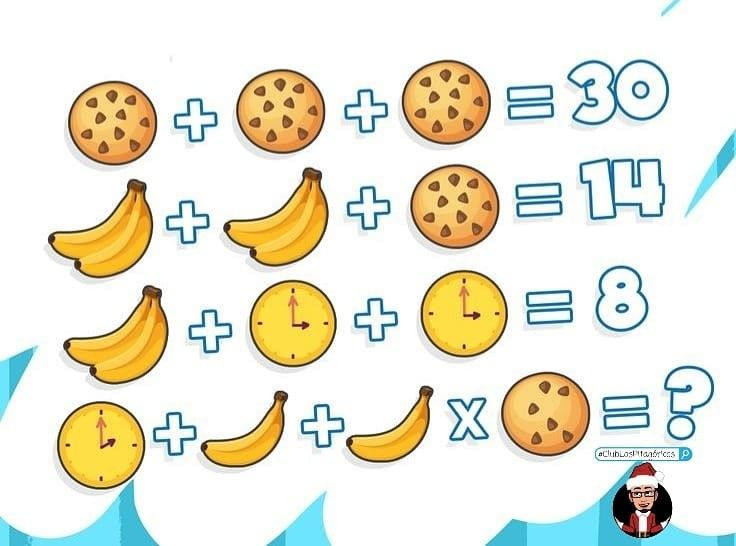 + + = 30
+ + = 14
+ + = 8
+ + x = ?
#ClubLosPitagóricos